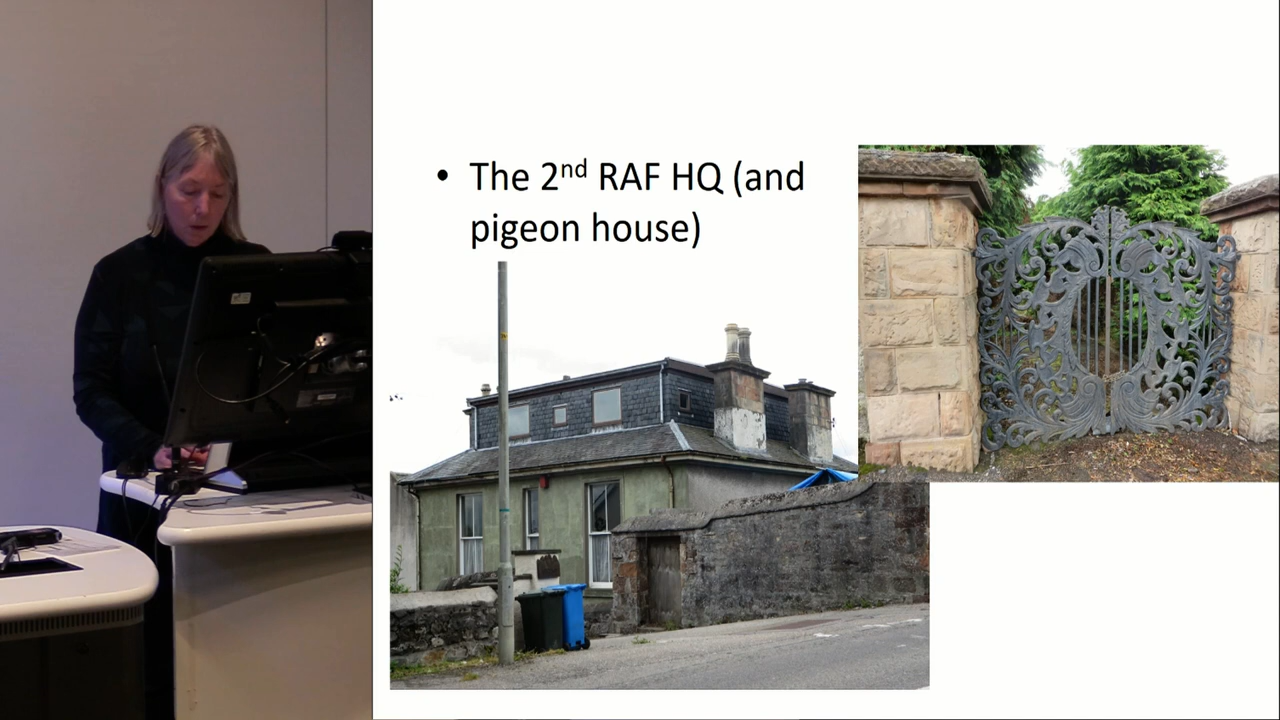 • The 2nd RAF HQ (and
pigeon house)